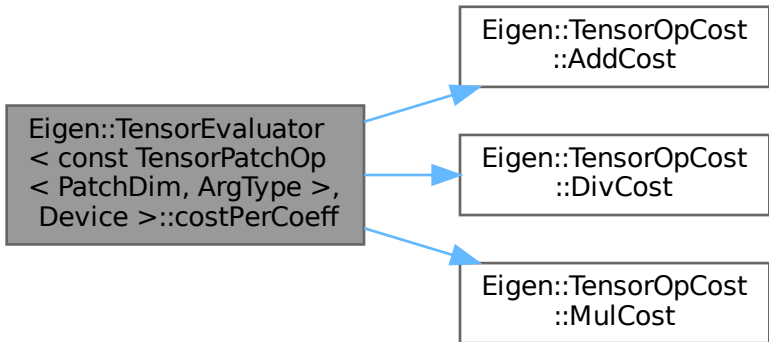 Eigen::TensorEvaluator
< const TensorPatchOp
< PatchDim, ArgType >,
Device >::costPerCoeff
Eigen::TensorOpCost
::AddCost
Eigen::TensorOpCost
::DivCost
Eigen::TensorOpCost
::MulCost